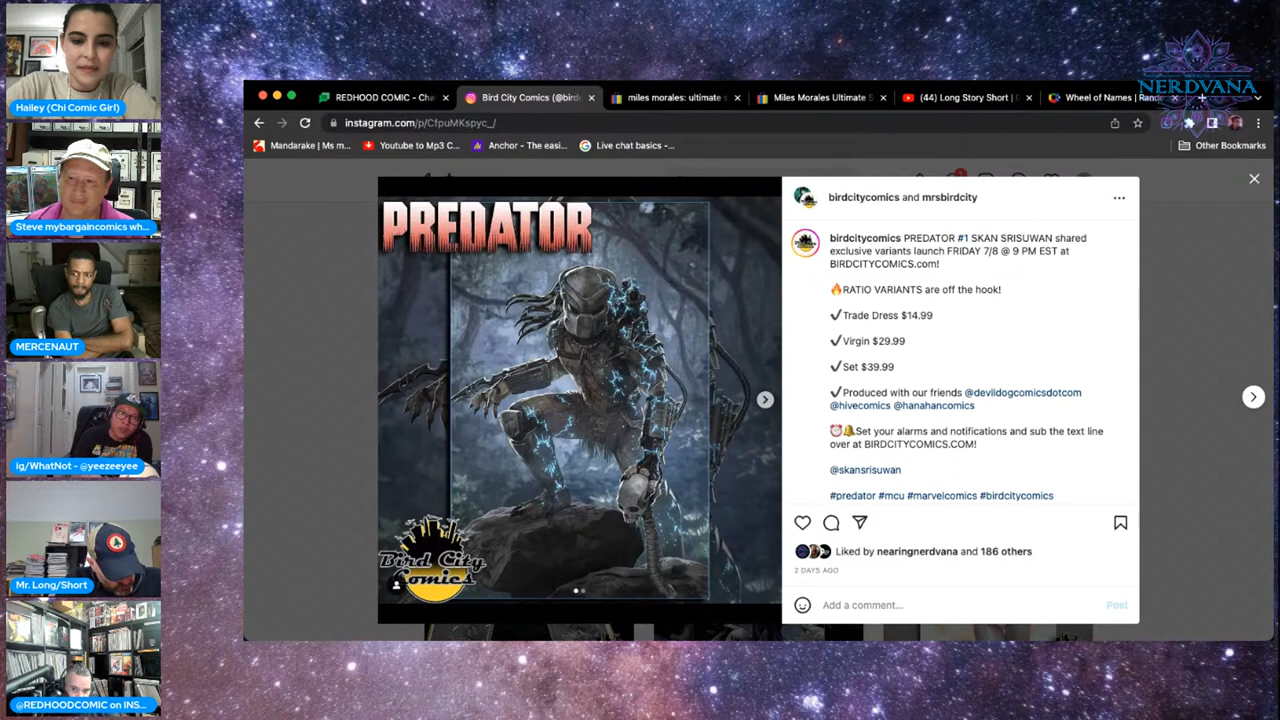 Hailey (Chi Comic Girl)
Steve mybargaincomics wh...
MERCENAUT
ig/WhatNot - @yeezeeyee
Mr. Long/Short
@REDHOODCOMIC on INS...
NERDVANA
REDHOOD COMIC - Cha
Bird City Comics (@birdc
miles morales: ultimate s
Miles Morales Ultimate S
(44) Long Story Short | C
Wheel of Names | Ran
instagram.com/p/CfpuMKspyc_/
Mandarake | Ms m...
Youtube to Mp3 C...
Anchor - The easi...
Live chat basics -...
Other Bookmarks
PREDATOR
Bird City
Comics
birdcitycomics and mrsbirdcity
birdcitycomics PREDATOR #1 SKAN SRISUWAN shared
exclusive variants launch FRIDAY 7/8 @ 9 PM EST at
BIRDCITYCOMICS.com!
🔥RATIO VARIANTS are off the hook!
✔Trade Dress $14.99
✔Virgin $29.99
✔Set $39.99
✔Produced with our friends @devildogcomicsdotcom
@hivecomics @hanahancomics
⏰🔔Set your alarms and notifications and sub the text line
over at BIRDCITYCOMICS.COM!
@skansrisuwan
#predator #mcu #marvelcomics #birdcitycomics
Liked by nearingnerdvana and 186 others
2 DAYS AGO
Add a comment...
Post